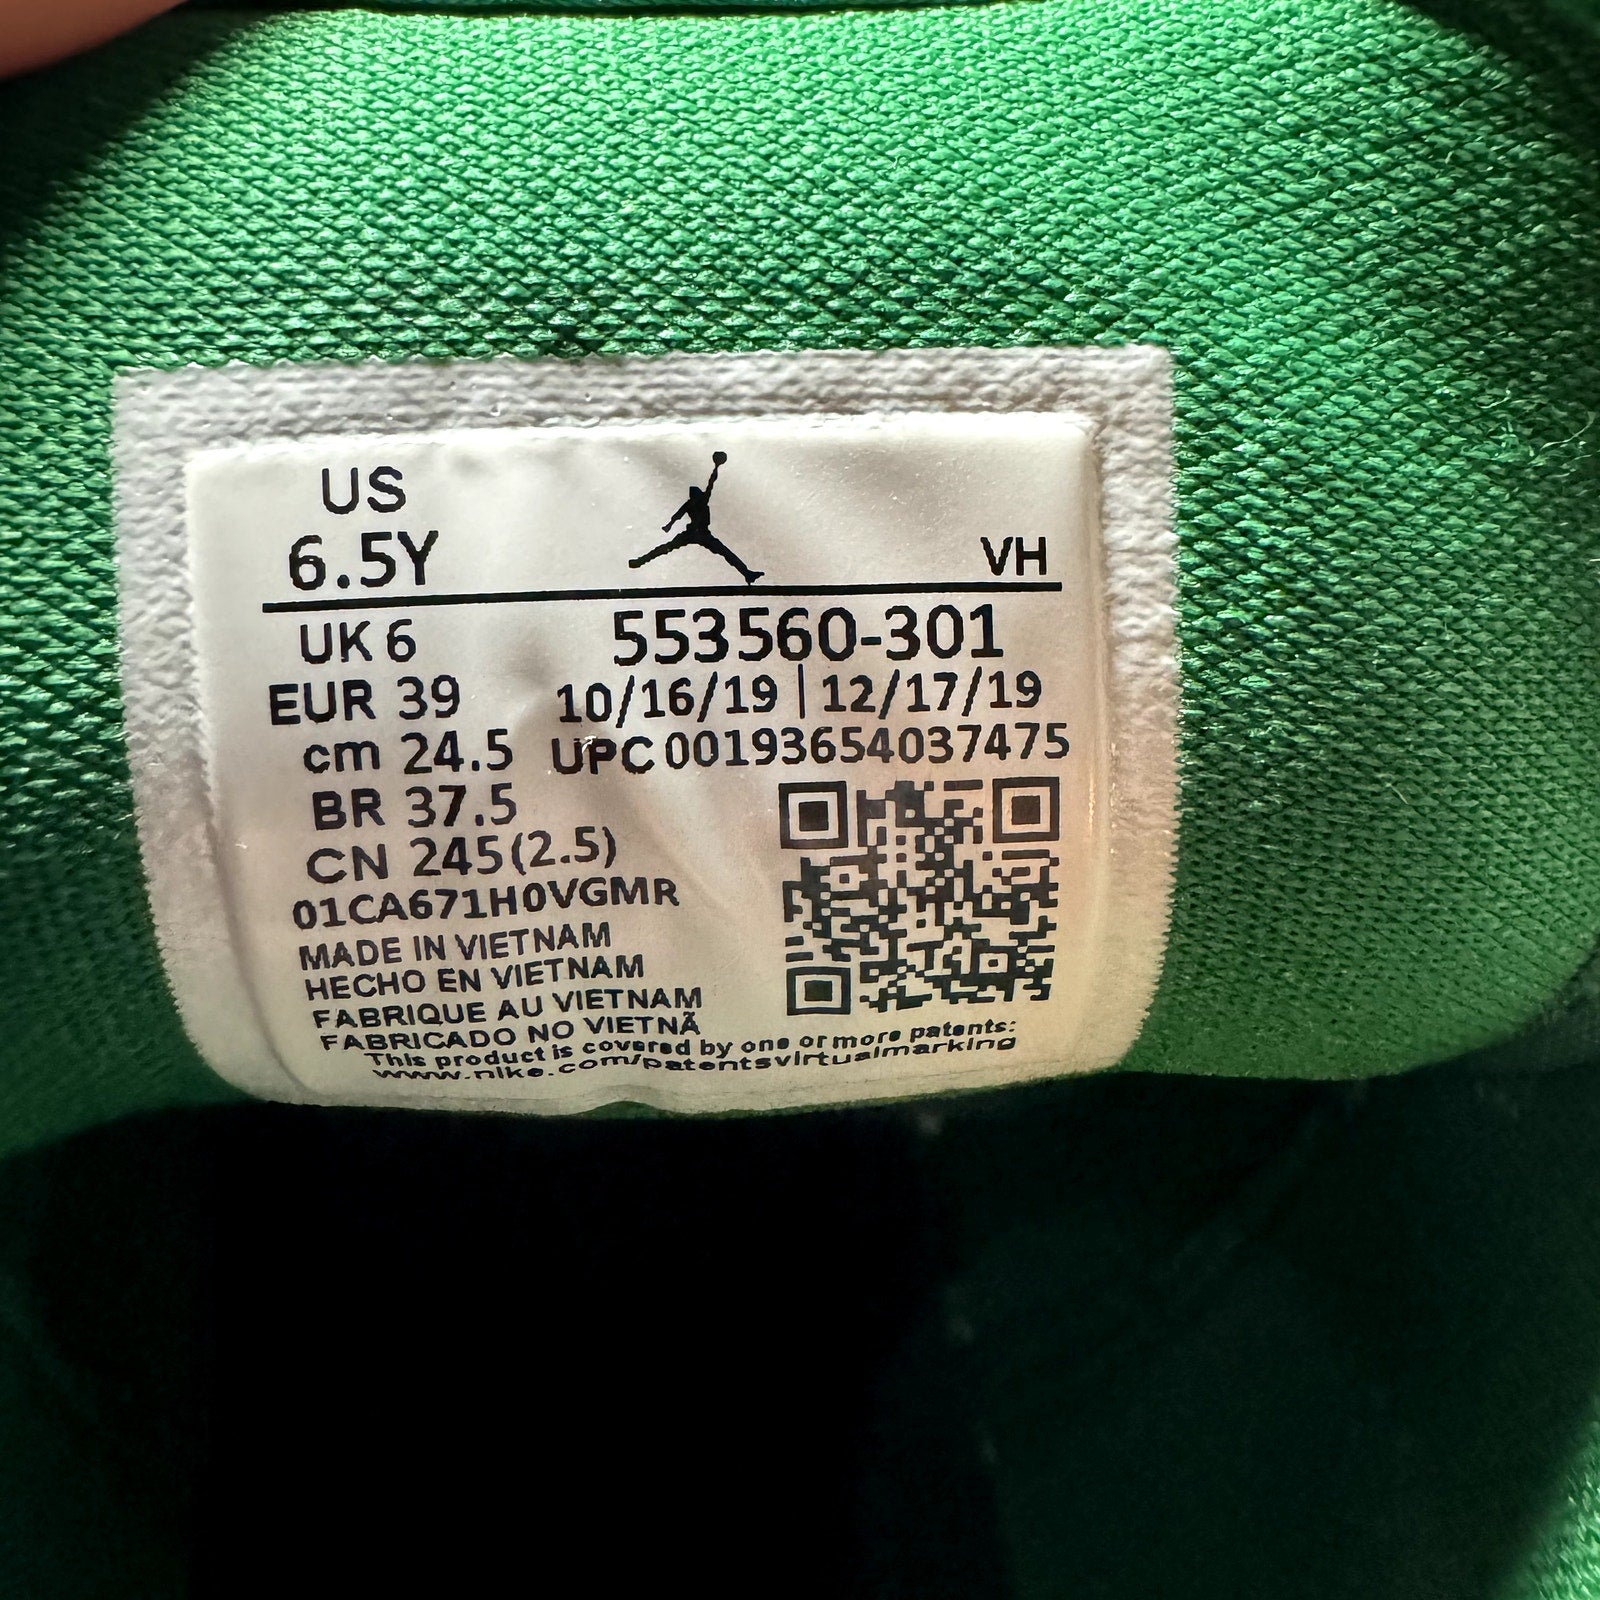 US
6.5Y
VH
UK 6
553560-301
EUR 39
10/16/19 | 12/17/19
cm 24.5
UPC 00193654037475
BR 37.5
CN 245(2.5)
01CA671H0VGMR
MADE IN VIETNAM
HECHO EN VIETNAM
FABRIQUE AU VIETNAM
FABRICADO NO VIETNÃ
This product is covered by one or more patents:
www.nike.com/patentsvirtualmarking